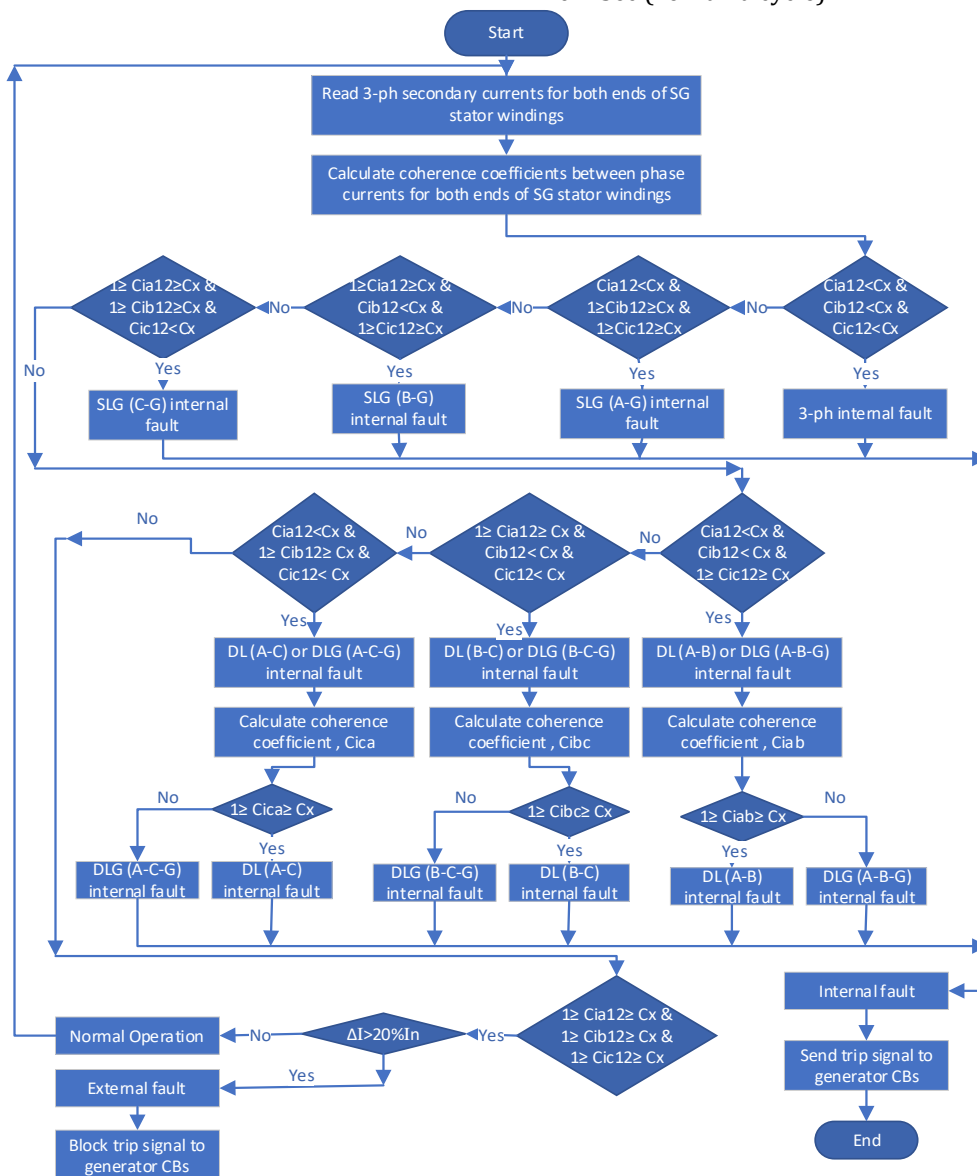 Start
Read 3-ph secondary currents for both ends of SG
stator windings
Calculate coherence coefficients between phase
currents for both ends of SG stator windings
1≥ Cia12≥Cx &
1≥ Cib12≥Cx &
Cic12<Cx
No
1≥Cia12≥Cx &
Cib12<Cx &
1≥Cic12≥Cx
No
Cia12<Cx &
1≥Cib12≥Cx &
1≥Cic12≥Cx
No
Cia12<Cx &
Cib12<Cx &
Cic12<Cx
No
Yes
Yes
Yes
Yes
SLG (C-G) internal
fault
SLG (B-G)
internal fault
SLG (A-G) internal
fault
3-ph internal fault
No
Cia12<Cx &
1≥ Cib12≥ Cx &
Cic12< Cx
No
1≥ Cia12≥ Cx &
Cib12< Cx &
Cic12< Cx
No
Cia12<Cx &
Cib12< Cx &
1≥ Cic12≥ Cx
Yes
Yes
Yes
DL (A-C) or DLG (A-C-G)
internal fault
DL (B-C) or DLG (B-C-G)
internal fault
DL (A-B) or DLG (A-B-G)
internal fault
Calculate coherence
coefficient , Cica
Calculate coherence
coefficient , Cibc
Calculate coherence
coefficient , Ciab
No
1≥ Cica≥ Cx
No
1≥ Cibc≥ Cx
1≥ Ciab≥ Cx
No
Yes
Yes
Yes
DLG (A-C-G)
internal fault
DL (A-C)
internal fault
DLG (B-C-G)
internal fault
DL (B-C)
internal fault
DL (A-B)
internal fault
DLG (A-B-G)
internal fault
Normal Operation
No
ΔI>20%In
Yes
1≥ Cia12≥ Cx &
1≥ Cib12≥ Cx &
1≥ Cic12≥ Cx
Internal fault
Yes
External fault
Send trip signal to
generator CBs
Block trip signal to
generator CBs
End